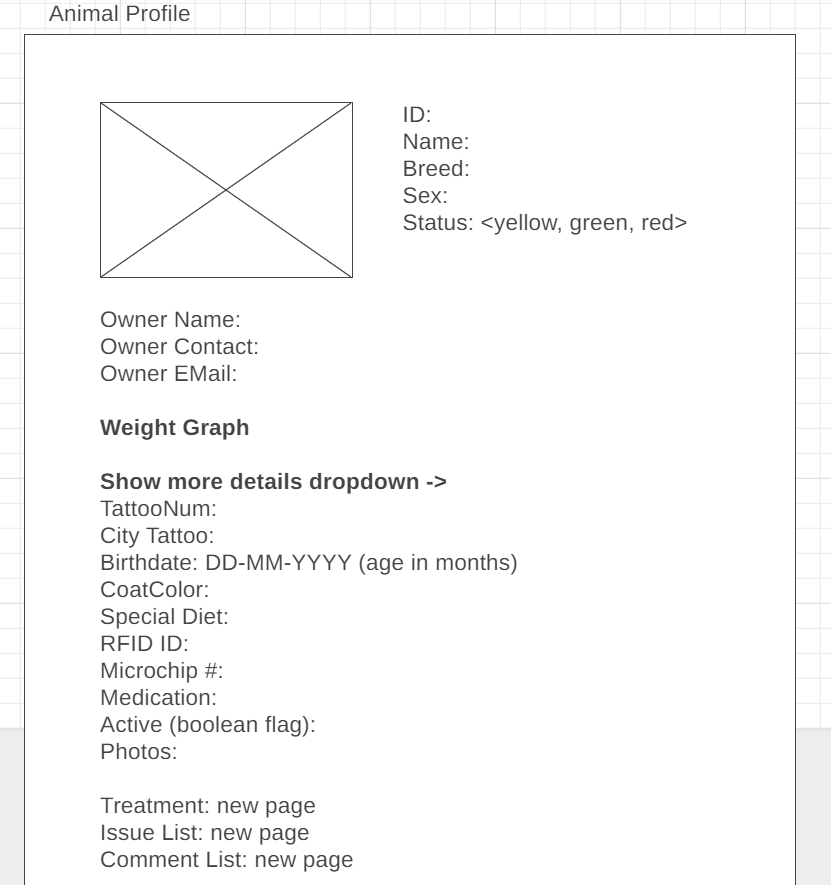 Animal Profile
ID:
Name:
Breed:
Sex:
Status: <yellow, green, red>
Owner Name:
Owner Contact:
Owner EMail:
Weight Graph
Show more details dropdown ->
TattooNum:
City Tattoo:
Birthdate: DD-MM-YYYY (age in months)
CoatColor:
Special Diet:
RFID ID:
Microchip #:
Medication:
Active (boolean flag):
Photos:
Treatment: new page
Issue List: new page
Comment List: new page